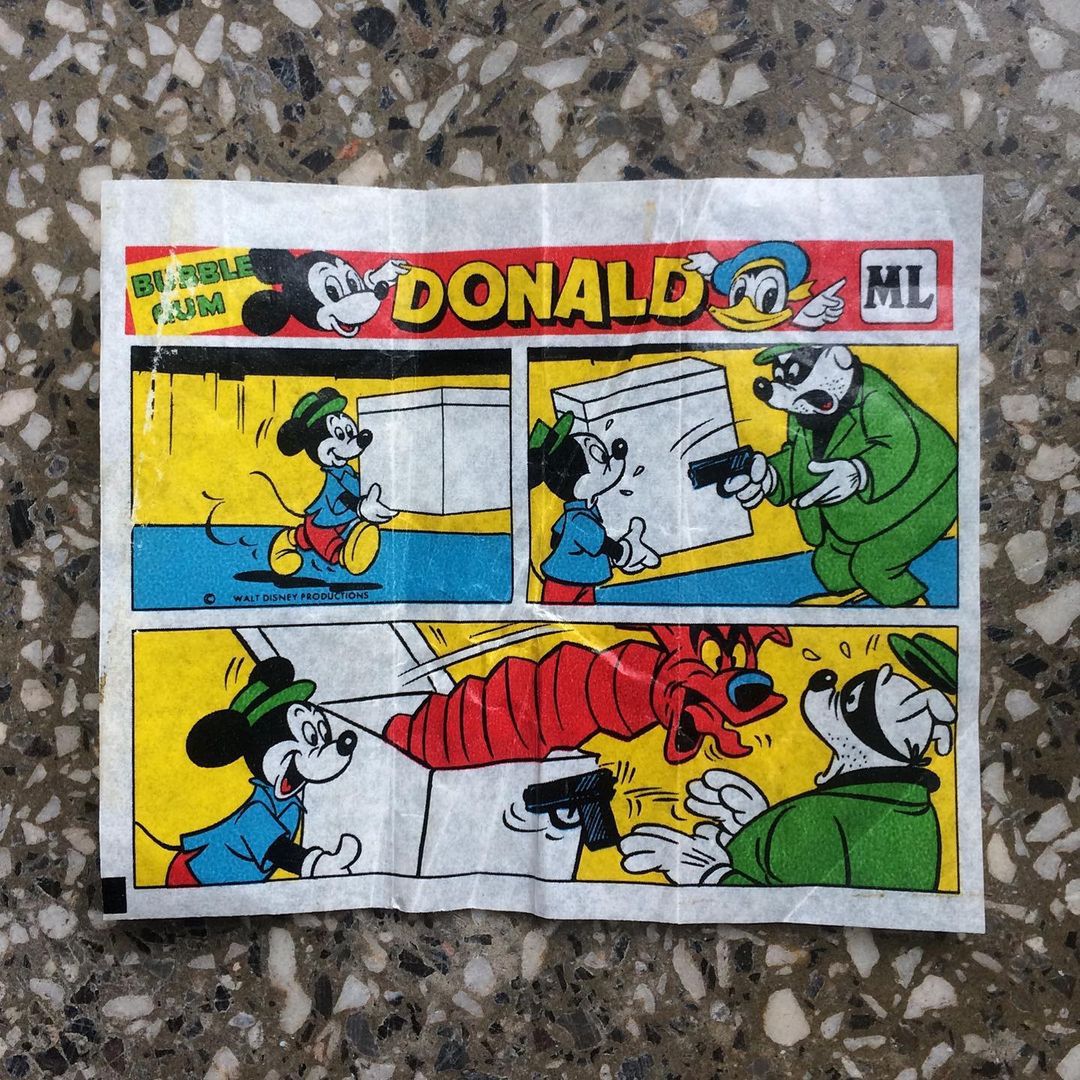 BUBBLE
GUM
DONALD
ML
© WALT DISNEY PRODUCTIONS